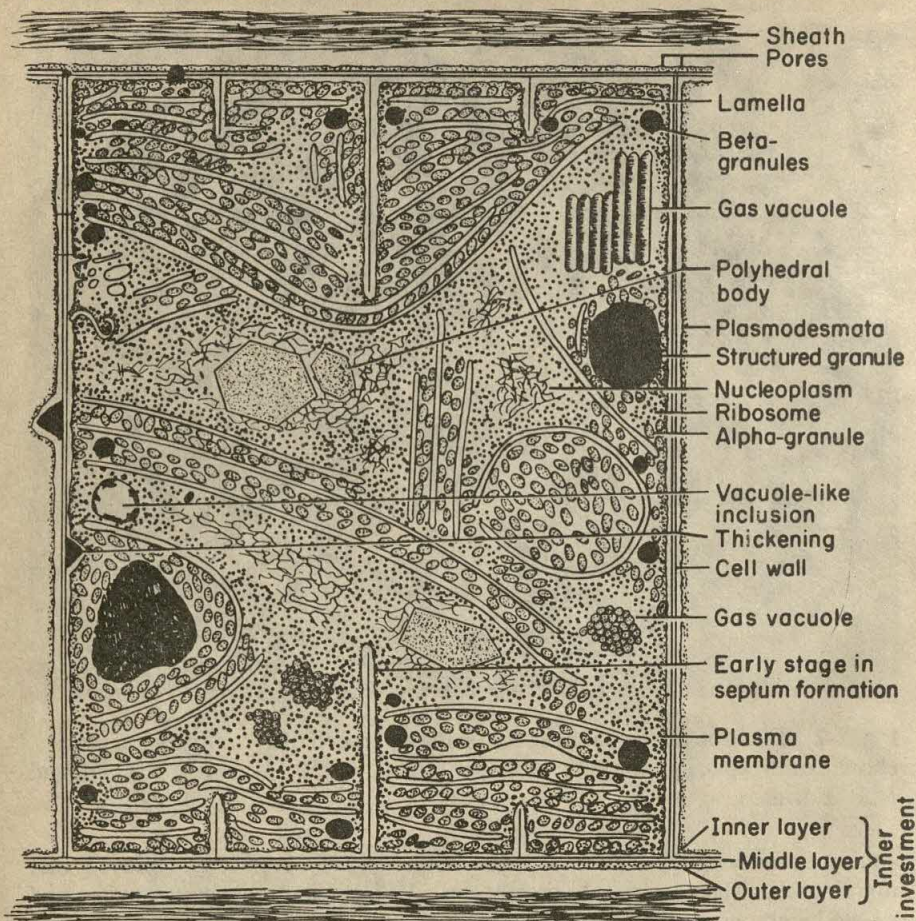 Sheath
Pores
Lamella
Beta-
granules
Gas vacuole
Polyhedral
body
Plasmodesmata
Structured granule
Nucleoplasm
Ribosome
Alpha-granule
Vacuole-like
inclusion
Thickening
Cell wall
Gas vacuole
Early stage in
septum formation
Plasma
membrane
Inner layer
Middle layer
Outer layer
Inner
investment